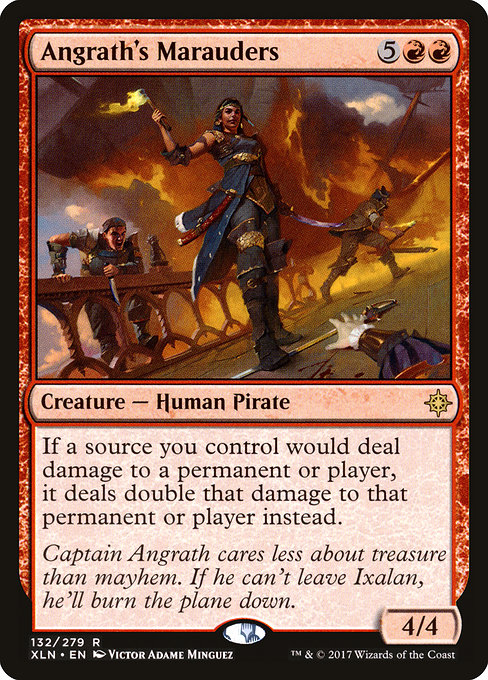 Angrath's Marauders 5
Creature — Human Pirate
If a source you control would deal
damage to a permanent or player,
it deals double that damage to that
permanent or player instead.
Captain Angrath cares less about treasure
than mayhem. If he can't leave Ixalan,
he'll burn the plane down.
4/4
132/279 R
XLN • EN Victor Adame Minguez
™ & © 2017 Wizards of the Coast